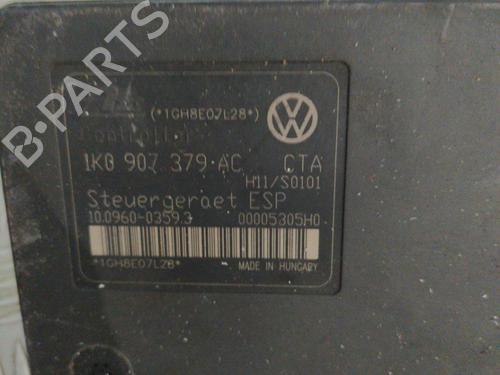 (*1GH8E07L28*)
Controller
1K0 907 379 AC CTA
H11/S0101
Steuergeraet ESP
10.0960-0359.3 00005305H0
*1GH8E07L28*
MADE IN HUNGARY
B-PARTS